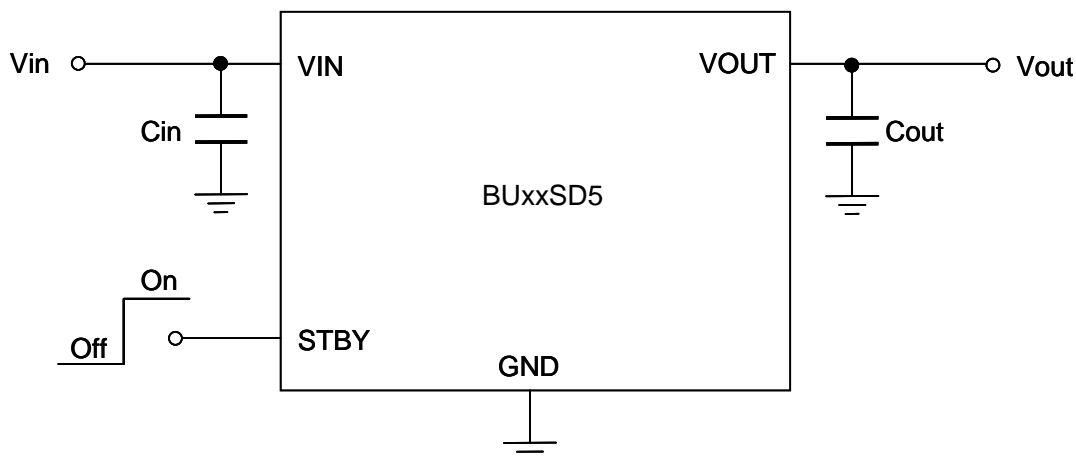 Vin
VIN
VOUT
Vout
Cin
Cout
BUxxSD5
On
Off
STBY
GND